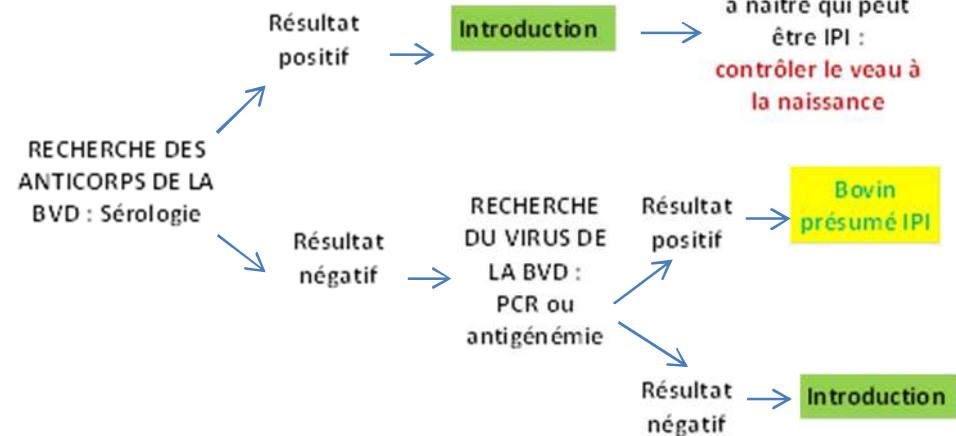 Résultat
positif
Introduction
à naître qui peut
être IPI :
contrôler le veau à
la naissance
RECHERCHE DES
ANTICORPS DE LA
BVD : Sérologie
Résultat
négatif
RECHERCHE
DU VIRUS DE
LA BVD :
PCR ou
antigénémie
Résultat
positif
Bovin
présumé IPI
Résultat
négatif
Introduction